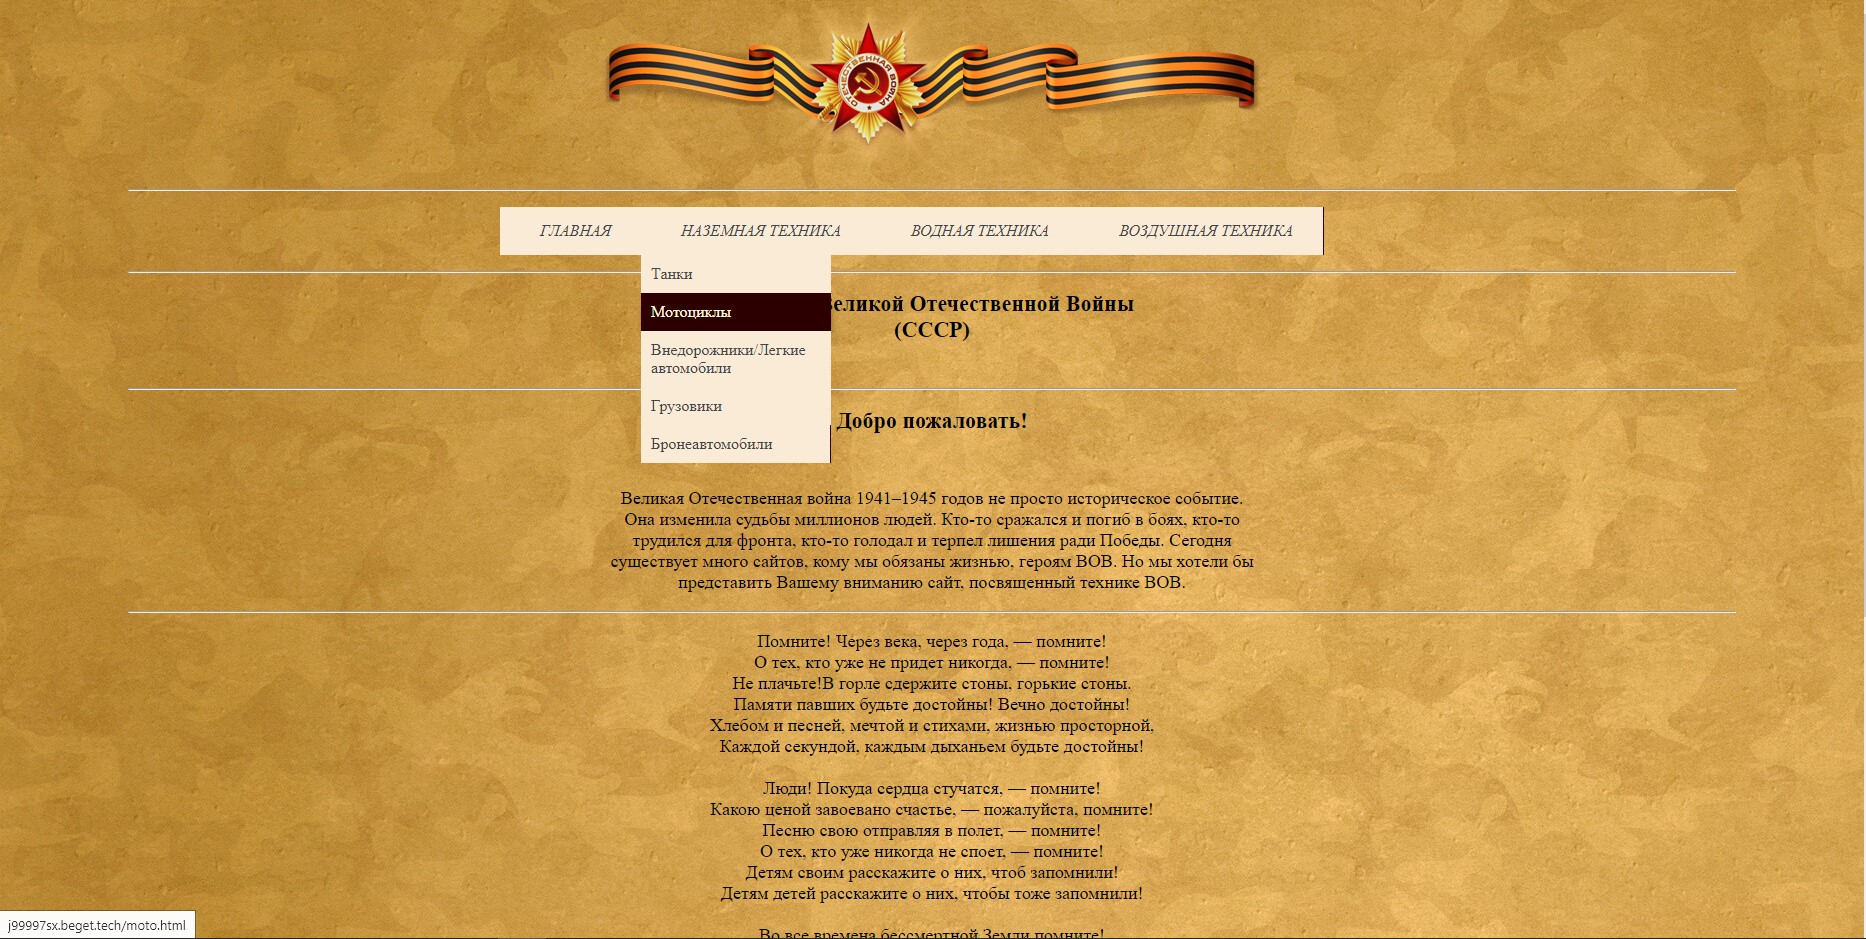 ОТЕЧЕСТВЕННАЯ ВОЙНА
ГЛАВНАЯ НАЗЕМНАЯ ТЕХНИКА ВОДНАЯ ТЕХНИКА ВОЗДУШНАЯ ТЕХНИКА
Танки
Мотоциклы
Внедорожники/Легкие
автомобили
Грузовики
Бронеавтомобили
Великой Отечественной Войны
(СССР)
Добро пожаловать!
Великая Отечественная война 1941–1945 годов не просто историческое событие.
Она изменила судьбы миллионов людей. Кто-то сражался и погиб в боях, кто-то
трудился для фронта, кто-то голодал и терпел лишения ради Победы. Сегодня
существует много сайтов, кому мы обязаны жизнью, героям ВОВ. Но мы хотели бы
представить Вашему вниманию сайт, посвященный технике ВОВ.
Помните! Через века, через года, — помните!
О тех, кто уже не придет никогда, — помните!
Не плачьте!В горле сдержите стоны, горькие стоны.
Памяти павших будьте достойны! Вечно достойны!
Хлебом и песней, мечтой и стихами, жизнью просторной,
Каждой секундой, каждым дыханьем будьте достойны!
Люди! Покуда сердца стучатся, — помните!
Какою ценой завоевано счастье, — пожалуйста, помните!
Песню свою отправляя в полет, — помните!
О тех, кто уже никогда не споет, — помните!
Детям своим расскажите о них, чтоб запомнили!
Детям детей расскажите о них, чтобы тоже запомнили!
Во все времена бессмертной Земли помните!
j99997sx.beget.tech/moto.html